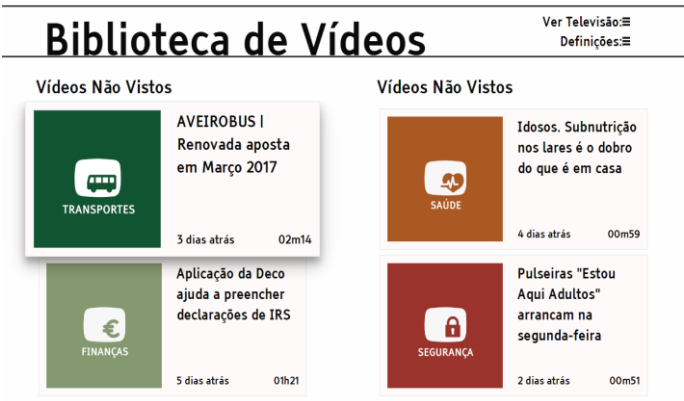 Biblioteca de Vídeos
Ver Televisão:≡
Definições:≡
Vídeos Não Vistos
TRANSPORTES
AVEIROBUS |
Renovada aposta
em Março 2017
3 dias atrás 02m14
FINANÇAS
Aplicação da Deco
ajuda a preencher
declarações de IRS
5 dias atrás 01h21
Vídeos Não Vistos
SAÚDE
Idosos. Subnutrição
nos lares é o dobro
do que é em casa
4 dias atrás 00m59
SEGURANÇA
Pulseiras "Estou
Aqui Adultos"
arrancam na
segunda-feira
2 dias atrás 00m51